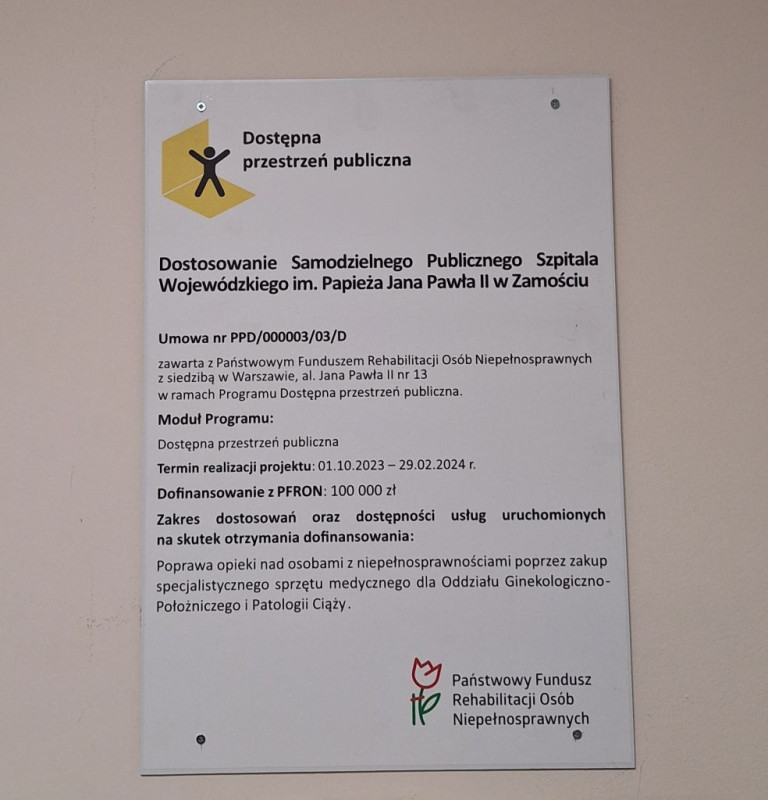 Dostępna
przestrzeń publiczna
Dostosowanie Samodzielnego Publicznego Szpitala
Wojewódzkiego im. Papieża Jana Pawła II w Zamościu
Umowa nr PPD/000003/03/D
zawarta z Państwowym Funduszem Rehabilitacji Osób Niepełnosprawnych
z siedzibą w Warszawie, al. Jana Pawła II nr 13
w ramach Programu Dostępna przestrzeń publiczna.
Moduł Programu:
Dostępna przestrzeń publiczna
Termin realizacji projektu: 01.10.2023 – 29.02.2024 r.
Dofinansowanie z PFRON: 100 000 zł
Zakres dostosowań oraz dostępności usług uruchomionych
na skutek otrzymania dofinansowania:
Poprawa opieki nad osobami z niepełnosprawnościami poprzez zakup
specjalistycznego sprzętu medycznego dla Oddziału Ginekologiczno-
Położniczego i Patologii Ciąży.
Państwowy Fundusz
Rehabilitacji Osób
Niepełnosprawnych